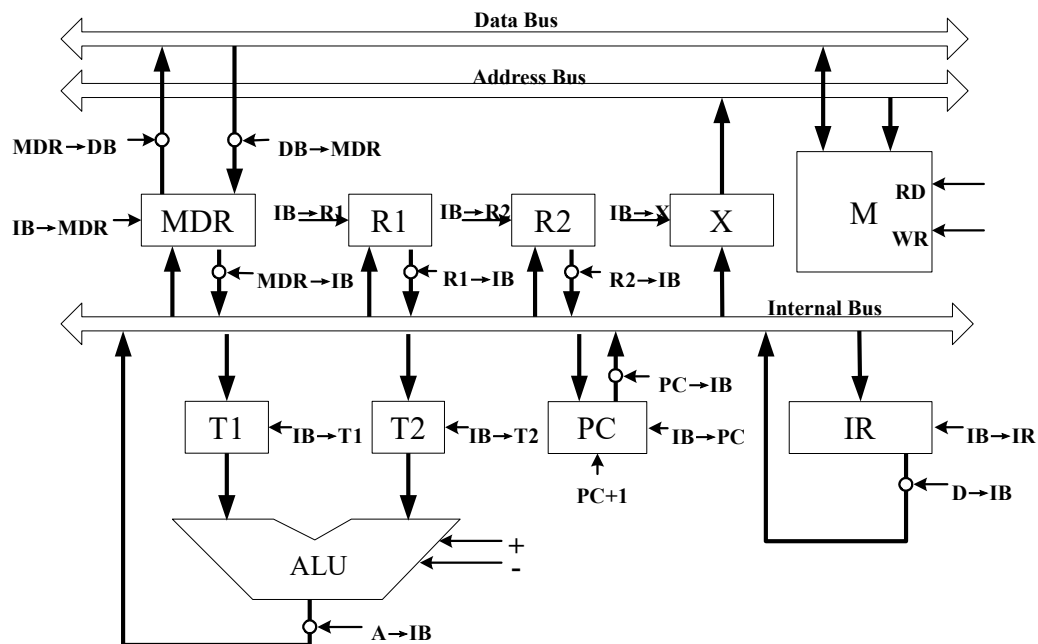 Data Bus
Address Bus
MDR→DB
DB→MDR
RD
IB→MDR
MDR
IB→R1
R1
IB→R2
R2
IB→X
X
M
WR
MDR→IB
R1→IB
R2→IB
Internal Bus
PC→IB
T1
IB→T1
T2
IB→T2
PC
IB→PC
IR
IB→IR
PC+1
D→IB
ALU
+
-
A→IB